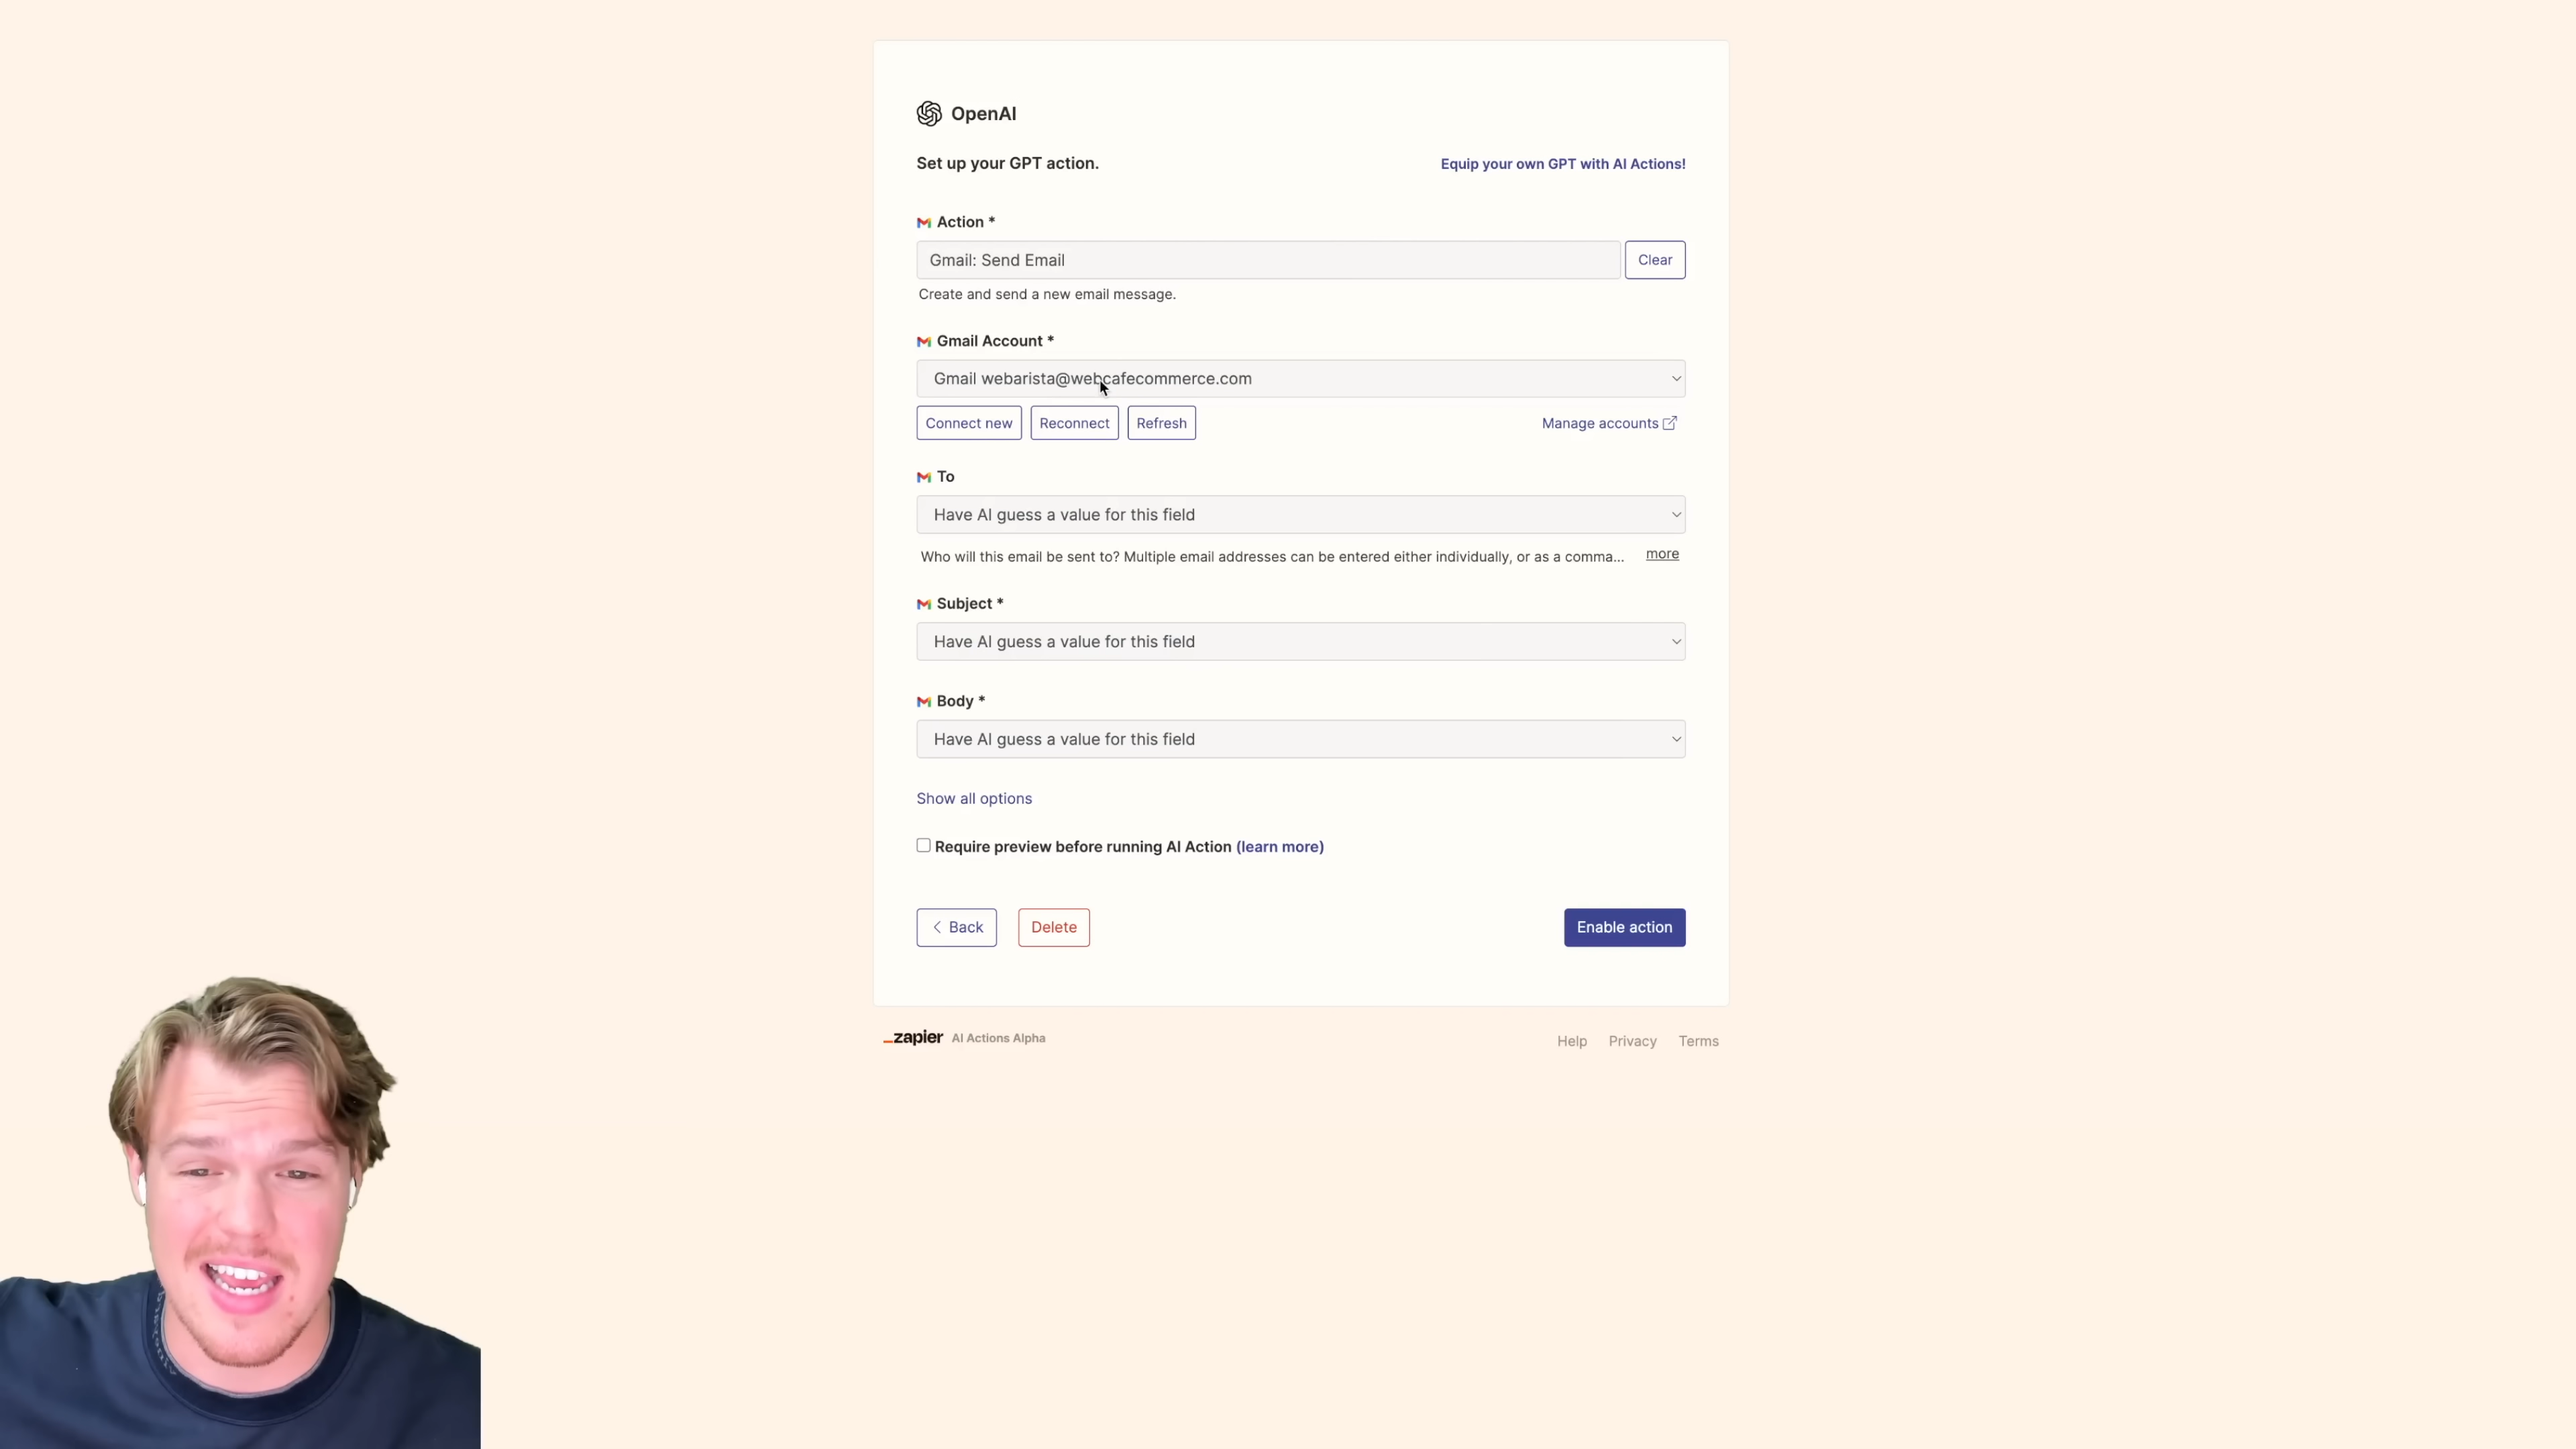 OpenAI
Set up your GPT action.
Equip your own GPT with AI Actions!
Action *
Gmail: Send Email
Clear
Create and send a new email message.
Gmail Account *
Gmail webarista@webcafecommerce.com
Connect new
Reconnect
Refresh
Manage accounts
To
Have AI guess a value for this field
Who will this email be sent to? Multiple email addresses can be entered either individually, or as a comma...
more
Subject *
Have AI guess a value for this field
Body *
Have AI guess a value for this field
Show all options
Require preview before running AI Action (learn more)
Back
Delete
Enable action
_zapier AI Actions Alpha
Help
Privacy
Terms